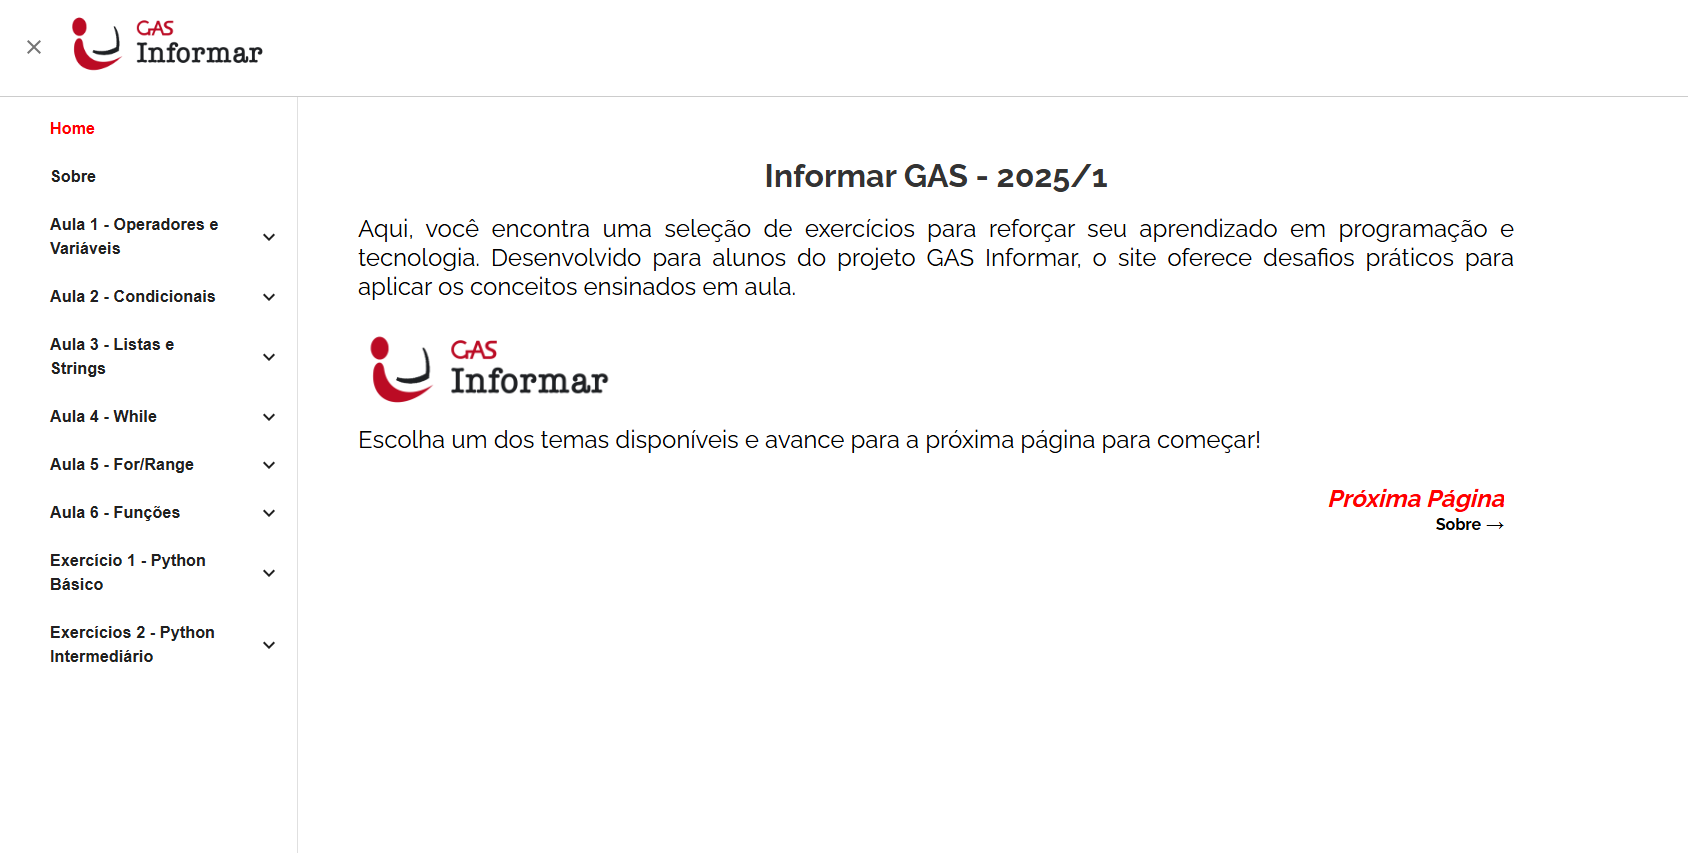 GAS
Informar
Home
Sobre
Aula 1 - Operadores e
Variáveis
Aula 2 - Condicionais
Aula 3 - Listas e
Strings
Aula 4 - While
Aula 5 - For/Range
Aula 6 - Funções
Exercício 1 - Python
Básico
Exercícios 2 - Python
Intermediário
Informar GAS - 2025/1
Aqui, você encontra uma seleção de exercícios para reforçar seu aprendizado em programação e
tecnologia. Desenvolvido para alunos do projeto GAS Informar, o site oferece desafios práticos para
aplicar os conceitos ensinados em aula.
GAS
Informar
Escolha um dos temas disponíveis e avance para a próxima página para começar!
Próxima Página
Sobre →